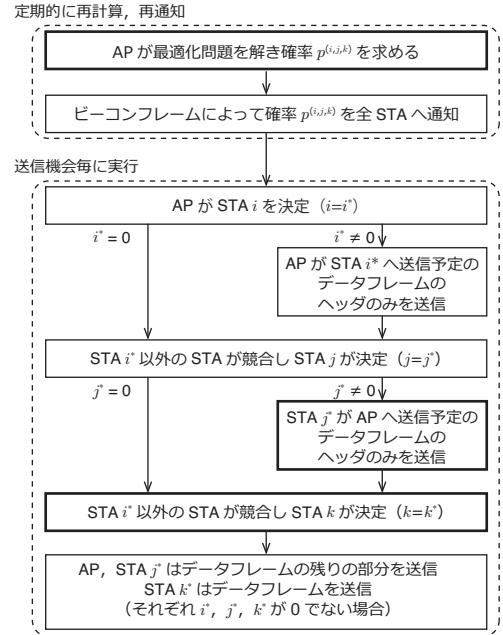 定期的に再計算，再通知
AP が最適化問題を解き確率 p^(i,j,k) を求める
ビーコンフレームによって確率 p^(i,j,k) を全 STA へ通知
送信機会毎に実行
AP が STA i を決定（i=i*）
i* = 0
i* ≠ 0
AP が STA i* へ送信予定の
データフレームの
ヘッダのみを送信
STA i* 以外の STA が競合し STA j が決定（j=j*）
j* = 0
j* ≠ 0
STA j* が AP へ送信予定の
データフレームの
ヘッダのみを送信
STA i* 以外の STA が競合し STA k が決定（k=k*）
AP，STA j* はデータフレームの残りの部分を送信
STA k* はデータフレームを送信
（それぞれ i*，j*，k* が 0 でない場合）